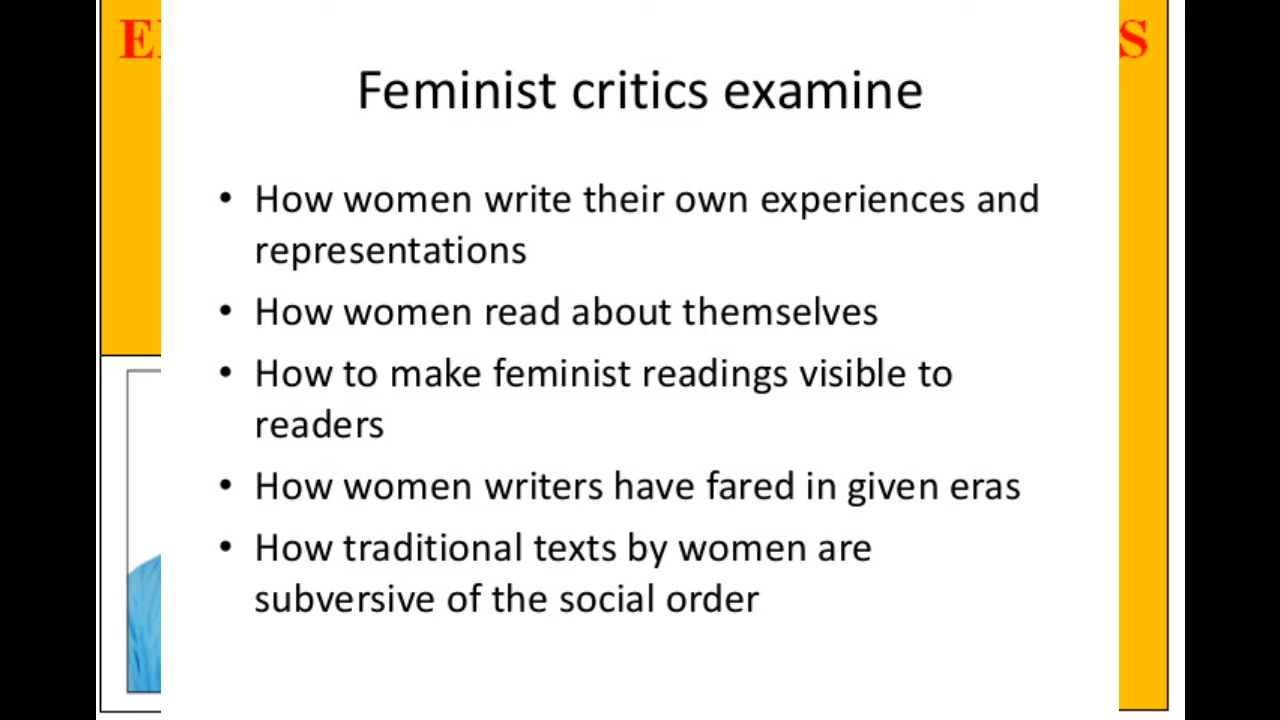 Feminist critics examine
• How women write their own experiences and
representations
• How women read about themselves
• How to make feminist readings visible to
readers
• How women writers have fared in given eras
• How traditional texts by women are
subversive of the social order